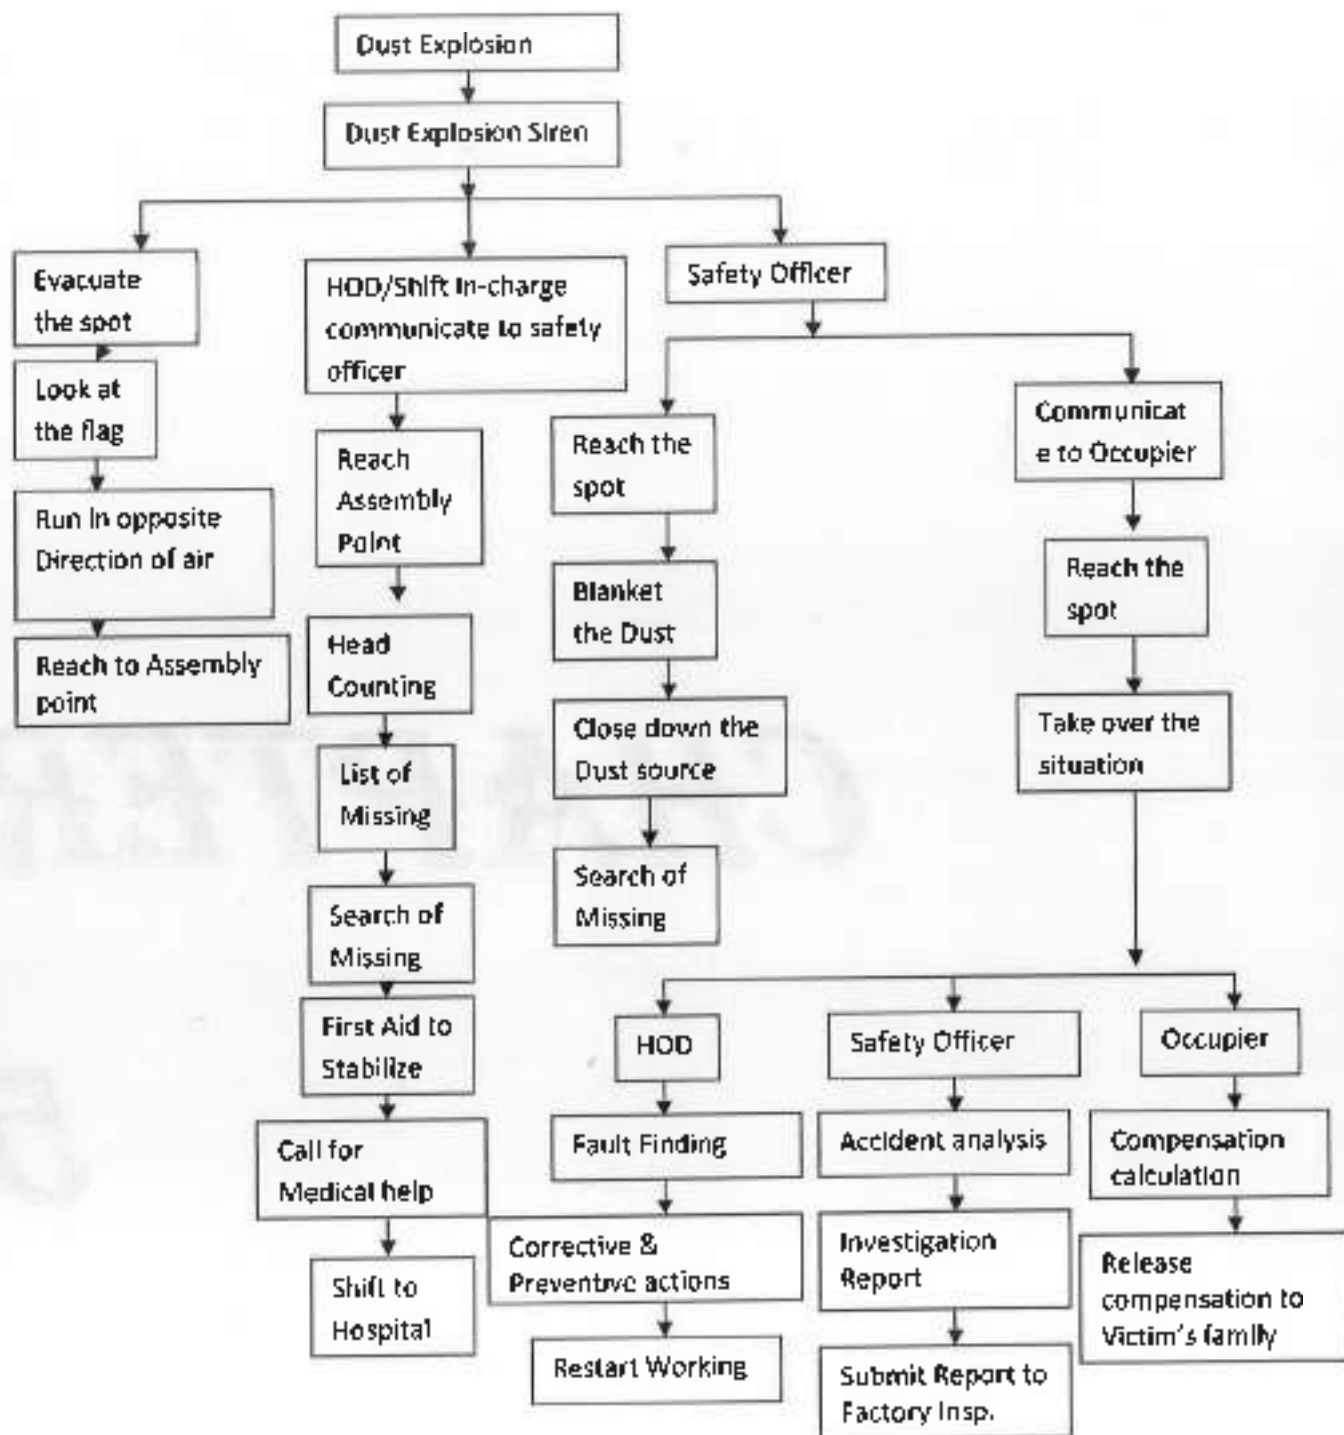 Dust Explosion
Dust Explosion Siren
Evacuate
the spot
Look at
the flag
Run In opposite
Direction of air
Reach to Assembly
point
HOD/Shift In-charge
communicate to safety
officer
Reach
Assembly
Point
Head
Counting
List of
Missing
Search of
Missing
First Aid to
Stabilize
Call for
Medical help
Shift to
Hospital
Safety Officer
Reach the
spot
Blanket
the Dust
Close down the
Dust source
Search of
Missing
Communicat
e to Occupier
Reach the
spot
Take over the
situation
HOD
Fault Finding
Corrective &
Preventive actions
Restart Working
Safety Officer
Accident analysis
Investigation
Report
Submit Report to
Factory Insp.
Occupier
Compensation
calculation
Release
compensation to
Victim's family